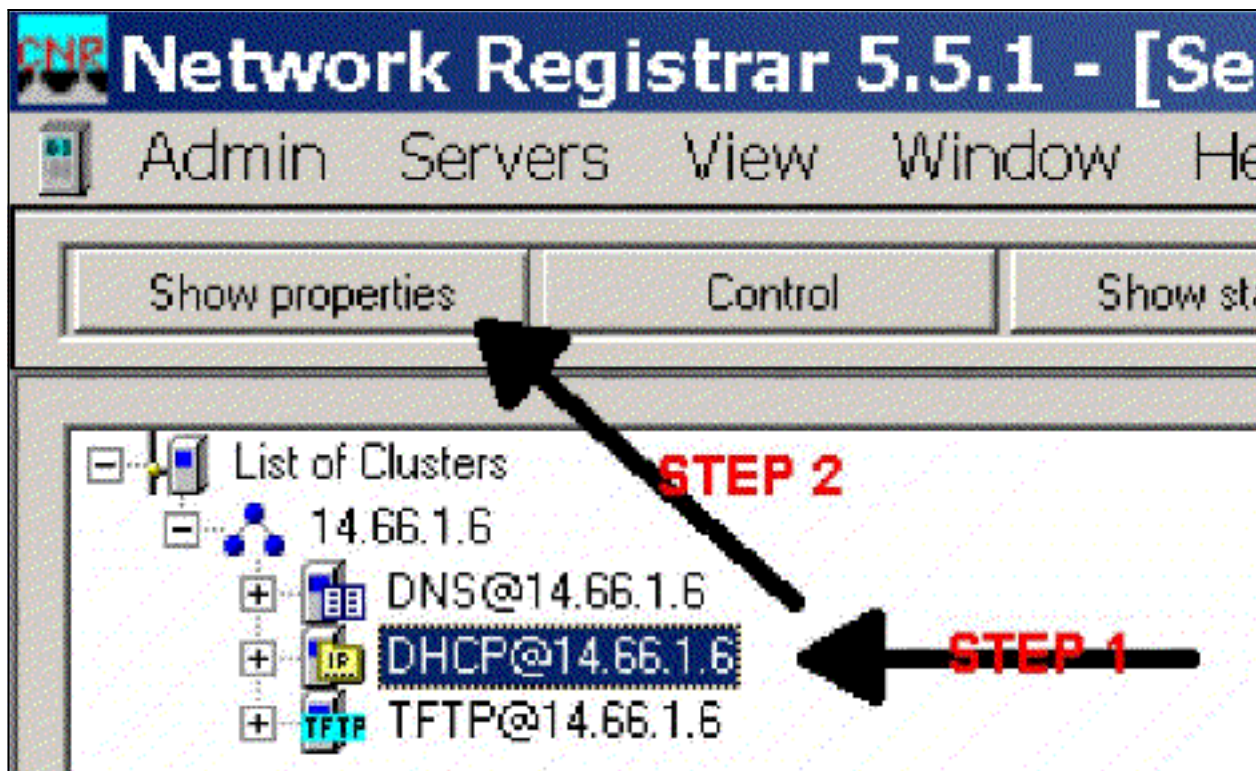 CNR Network Registrar 5.5.1 - [Se
Admin Servers View Window He
Show properties Control Show sta
List of Clusters
STEP 2
14.66.1.6
DNS@14.66.1.6
IP DHCP@14.66.1.6 STEP 1
TFTP TFTP@14.66.1.6